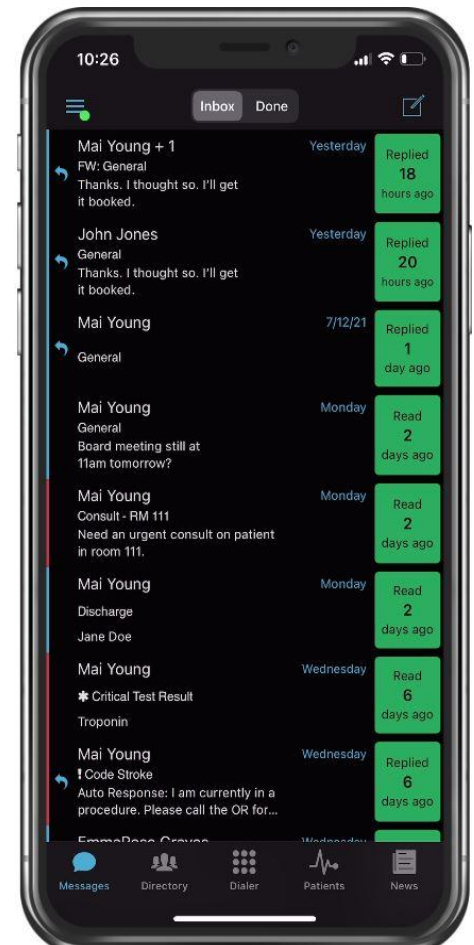 10:26
Inbox Done
Mai Young + 1 Yesterday
FW: General
Thanks. I thought so. I'll get
it booked.
Replied
18
hours ago
John Jones Yesterday
General
Thanks. I thought so. I'll get
it booked.
Replied
20
hours ago
Mai Young 7/12/21
General
Replied
1
day ago
Mai Young Monday
General
Board meeting still at
11am tomorrow?
Read
2
days ago
Mai Young Monday
Consult - RM 111
Need an urgent consult on patient
in room 111.
Read
2
days ago
Mai Young Monday
Discharge
Jane Doe
Read
2
days ago
Mai Young Wednesday
✱ Critical Test Result
Troponin
Read
6
days ago
Mai Young Wednesday
! Code Stroke
Auto Response: I am currently in a
procedure. Please call the OR for...
Replied
6
days ago
EmmaRose Graves Wednesday
Messages Directory Dialer Patients News